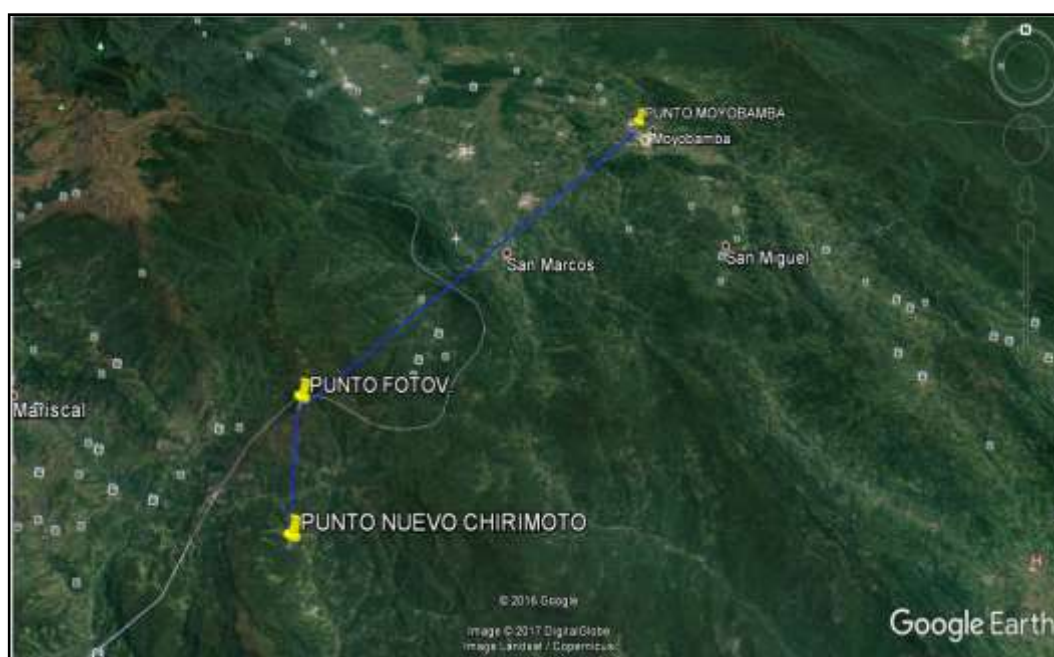 N
PUNTO MOYOBAMBA
Moyobamba
San Marcos
San Miguel
PUNTO FOTOV
Mariscal
PUNTO NUEVO CHIRIMOTO
H
© 2016 Google
Image © 2017 DigitalGlobe
Image Landsat / Copernicus
Google Earth